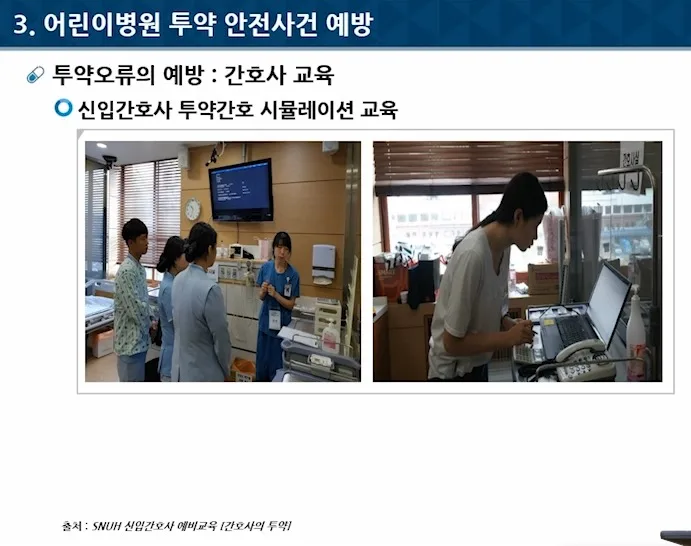 3. 어린이병원 투약 안전사건 예방
투약오류의 예방 : 간호사 교육
신입간호사 투약간호 시뮬레이션 교육
출처 : SNUH 신입간호사 예비교육 [간호사의 투약]